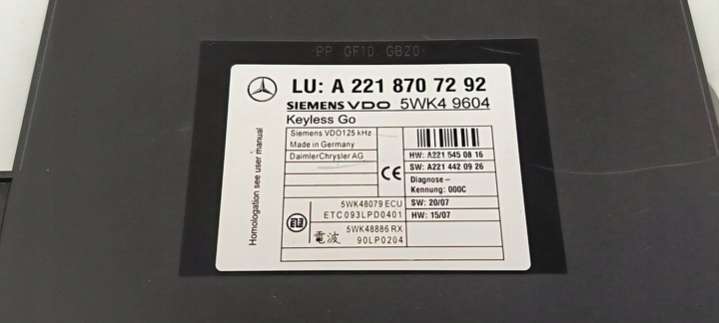 PP GF10 GB20
LU: A 221 870 72 92
SIEMENS VDO 5WK4 9604
Keyless Go
Siemens VDO125 kHz
Made in Germany
DaimlerChrysler AG
CE
HW: A221 545 08 16
SW: A221 442 09 26
Diagnose-
Kennung: 000C
SW: 20/07
HW: 15/07
5WK48079 ECU
ETC093LPD0401
5WK48886 RX
電波 90LP0204
Homologation see user manual